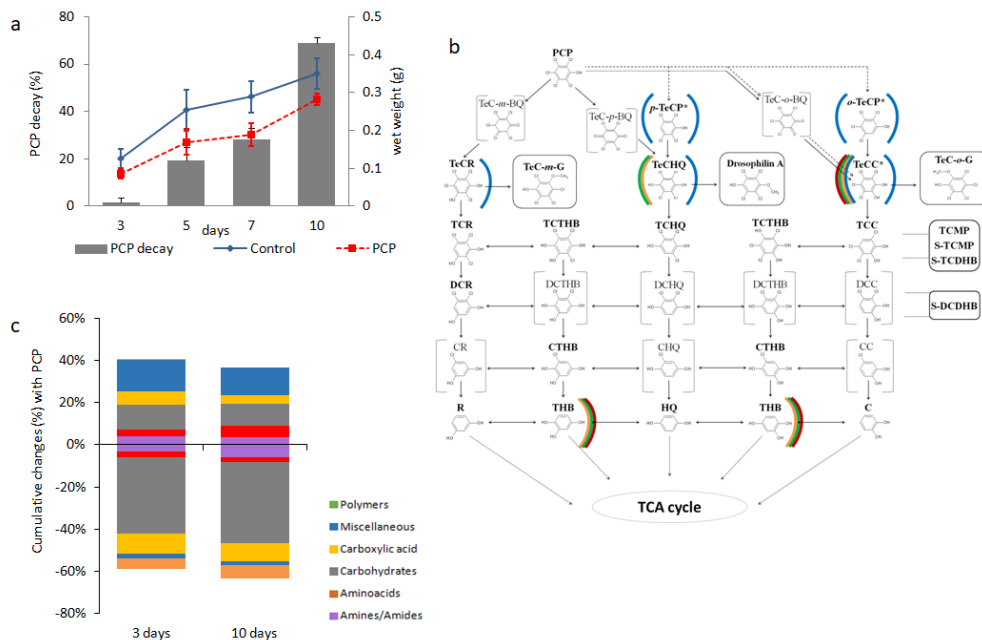 a
80
60
40
20
0
PCP decay (%)
0.5
0.4
0.3
0.2
0.1
0
wet weight (g)
3
5
7
10
days
PCP decay
Control
PCP
b
PCP
TeC-m-BQ
TeC-p-BQ
p-TeCP*
TeC-o-BQ
o-TeCP*
TeCR
TeC-m-G
TeCHQ
Drosophilin A
TeCC*
TeC-o-G
TCR
TCTHB
TCHQ
TCTHB
TCC
TCMP
S-TCMP
S-TCDHB
DCR
DCTHB
DCHQ
DCTHB
DCC
S-DCDHB
CR
CTHB
CHQ
CTHB
CC
R
THB
HQ
THB
C
TCA cycle
c
60%
40%
20%
0%
-20%
-40%
-60%
-80%
Cumulative changes (%) with PCP
3 days
10 days
Polymers
Miscellaneous
Carboxylic acid
Carbohydrates
Aminoacids
Amines/Amides